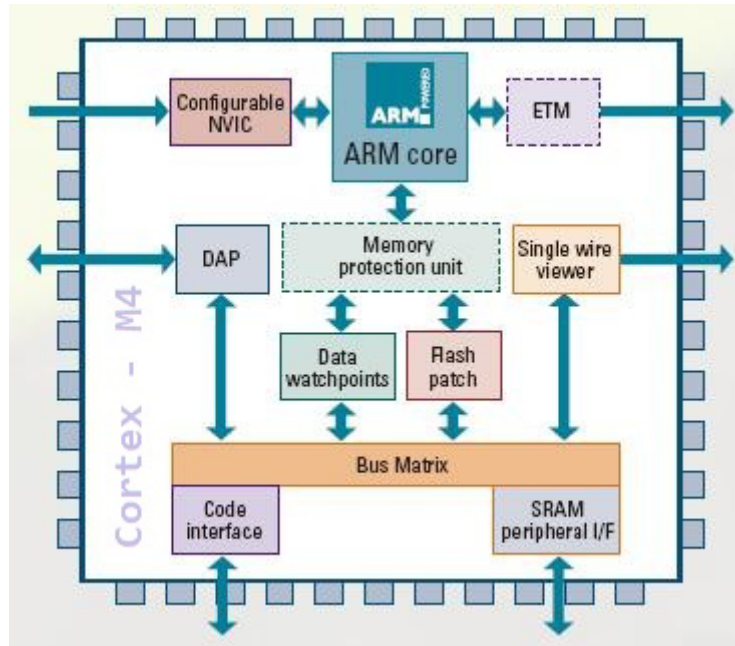 Configurable
NVIC
ARM
POWERED
ARM core
ETM
DAP
Memory
protection unit
Single wire
viewer
Cortex - M4
Data
watchpoints
Flash
patch
Bus Matrix
Code
interface
SRAM
peripheral I/F